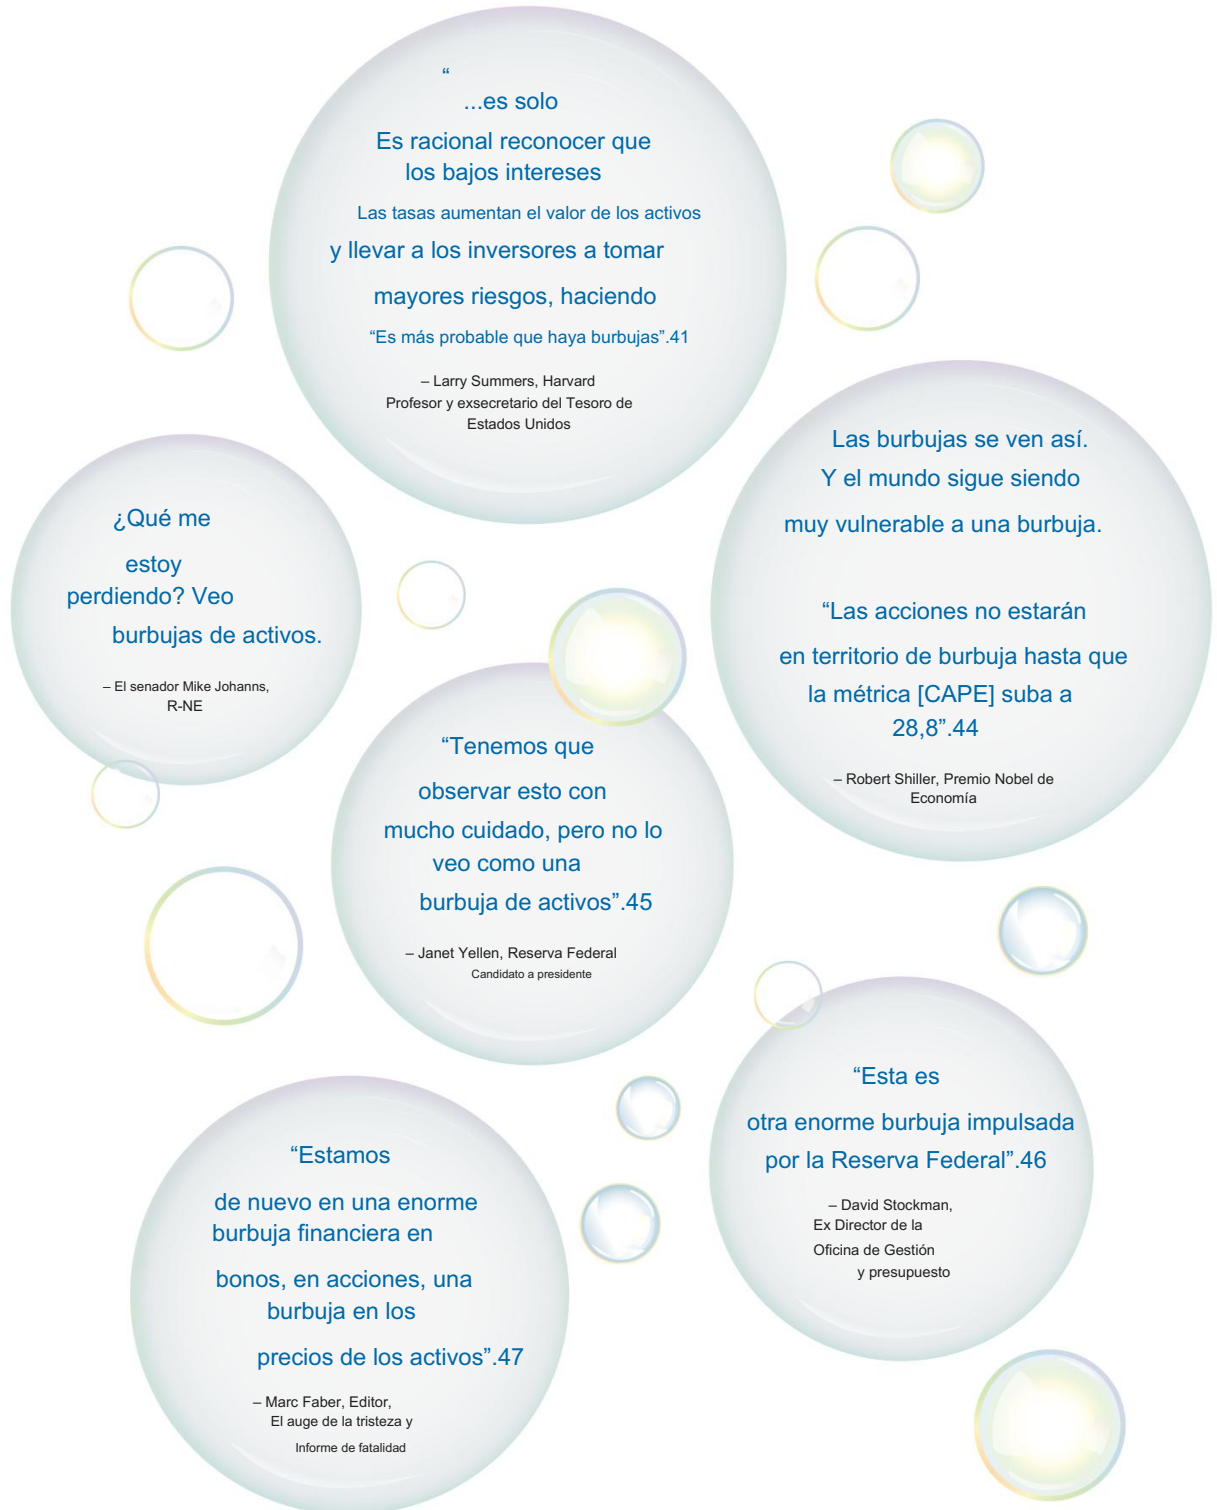 “
...es solo
Es racional reconocer que
los bajos intereses
Las tasas aumentan el valor de los activos
y llevar a los inversores a tomar
mayores riesgos, haciendo
“Es más probable que haya burbujas”.41
– Larry Summers, Harvard
Profesor y exsecretario del Tesoro de
Estados Unidos
Las burbujas se ven así.
Y el mundo sigue siendo
muy vulnerable a una burbuja.
“Las acciones no estarán
en territorio de burbuja hasta que
la métrica [CAPE] suba a
28,8”.44
– Robert Shiller, Premio Nobel de
Economía
¿Qué me
estoy
perdiendo? Veo
burbujas de activos.
– El senador Mike Johanns,
R-NE
“Tenemos que
observar esto con
mucho cuidado, pero no lo
veo como una
burbuja de activos”.45
– Janet Yellen, Reserva Federal
Candidato a presidente
“Esta es
otra enorme burbuja impulsada
por la Reserva Federal”.46
– David Stockman,
Ex Director de la
Oficina de Gestión
y presupuesto
“Estamos
de nuevo en una enorme
burbuja financiera en
bonos, en acciones, una
burbuja en los
precios de los activos”.47
– Marc Faber, Editor,
El auge de la tristeza y
Informe de fatalidad